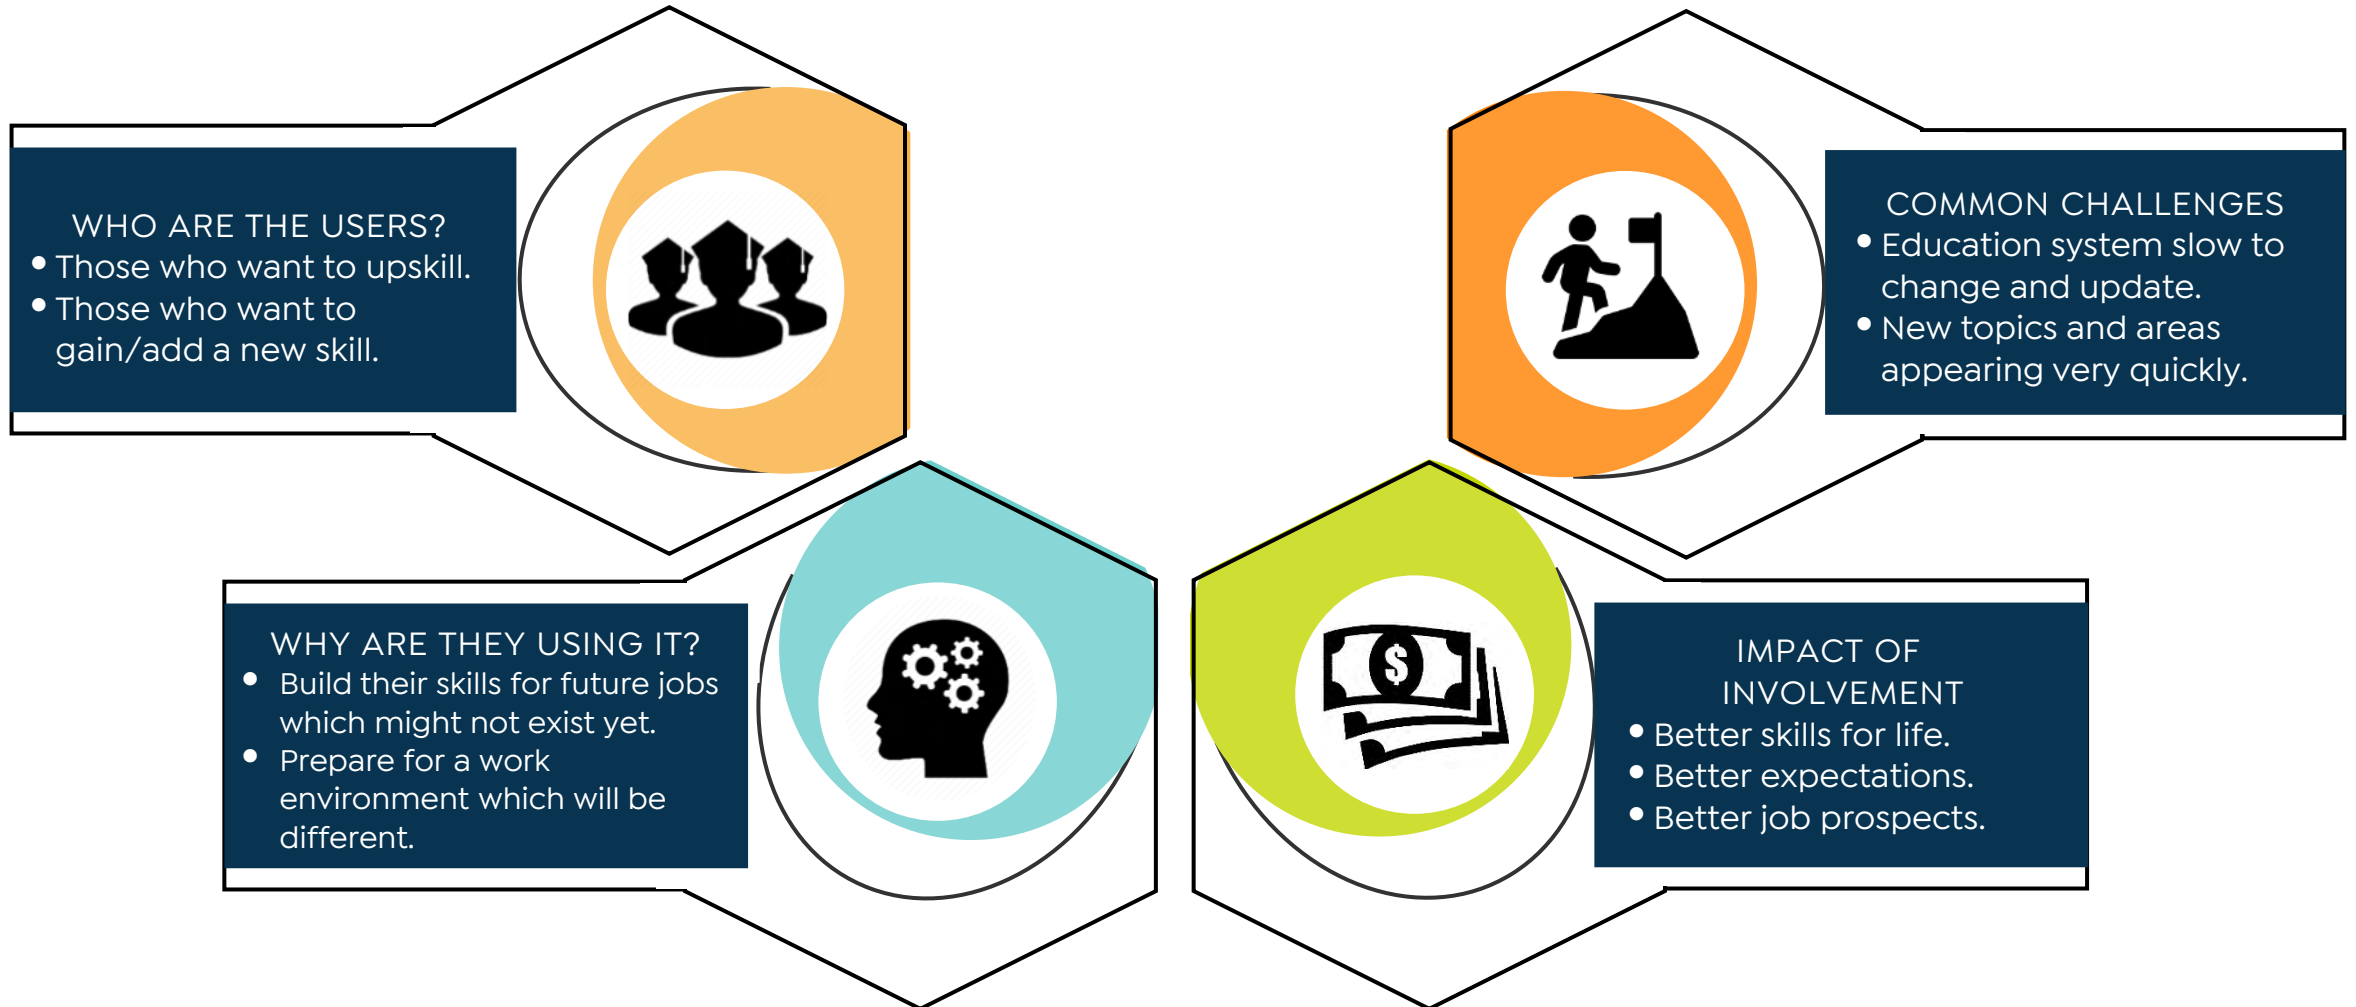 WHO ARE THE USERS?
• Those who want to upskill.
• Those who want to
gain/add a new skill.
COMMON CHALLENGES
• Education system slow to
change and update.
• New topics and areas
appearing very quickly.
WHY ARE THEY USING IT?
• Build their skills for future jobs
which might not exist yet.
• Prepare for a work
environment which will be
different.
IMPACT OF
INVOLVEMENT
• Better skills for life.
• Better expectations.
• Better job prospects.
$